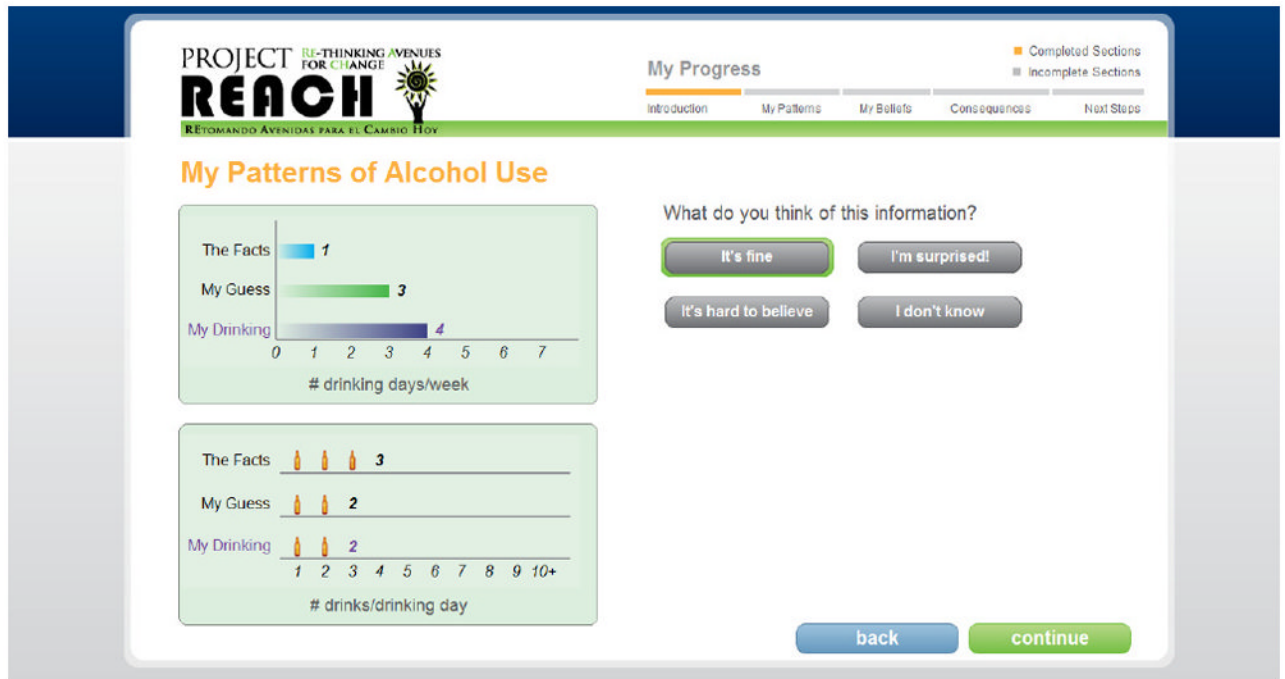 PROJECT RE-THINKING AVENUES
FOR CHANGE
REACH
RETOMANDO AVENIDAS PARA EL CAMBIO HOY
My Progress
Completed Sections
Incomplete Sections
Introduction My Patterns My Beliefs Consequences Next Steps
My Patterns of Alcohol Use
The Facts 1
My Guess 3
My Drinking 4
0 1 2 3 4 5 6 7
# drinking days/week
The Facts 3
My Guess 2
My Drinking 2
1 2 3 4 5 6 7 8 9 10+
# drinks/drinking day
What do you think of this information?
It's fine I'm surprised!
It's hard to believe I don't know
back continue